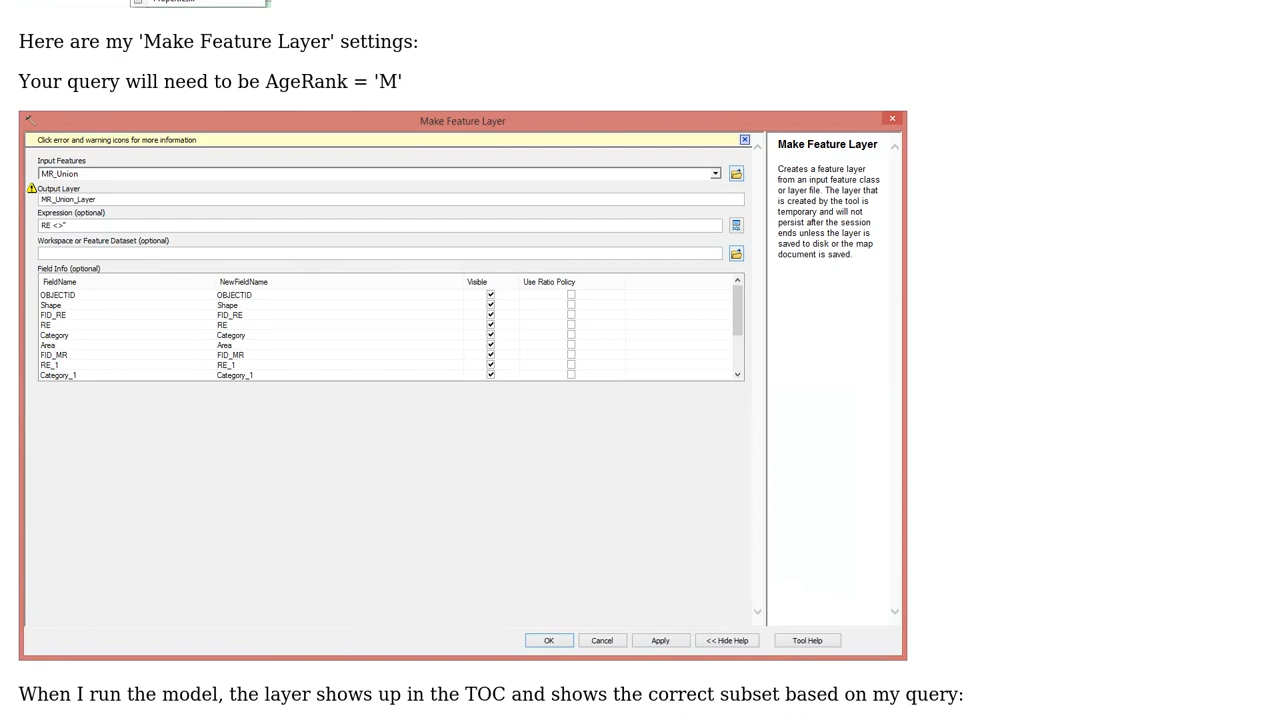 Here are my 'Make Feature Layer' settings:
Your query will need to be AgeRank = 'M'
Make Feature Layer
Click error and warning icons for more information
Input Features
MR_Union
Output Layer
MR_Union_Layer
Expression (optional)
RE <>''
Workspace or Feature Dataset (optional)
Field Info (optional)
FieldName NewFieldName Visible Use Ratio Policy
OBJECTID OBJECTID
Shape Shape
FID_RE FID_RE
RE RE
Category Category
Area Area
FID_MR FID_MR
RE_1 RE_1
Category_1 Category_1
OK Cancel Apply << Hide Help Tool Help
Make Feature Layer
Creates a feature layer
from an input feature class
or layer file. The layer that
is created by the tool is
temporary and will not
persist after the session
ends unless the layer is
saved to disk or the map
document is saved.
When I run the model, the layer shows up in the TOC and shows the correct subset based on my query: